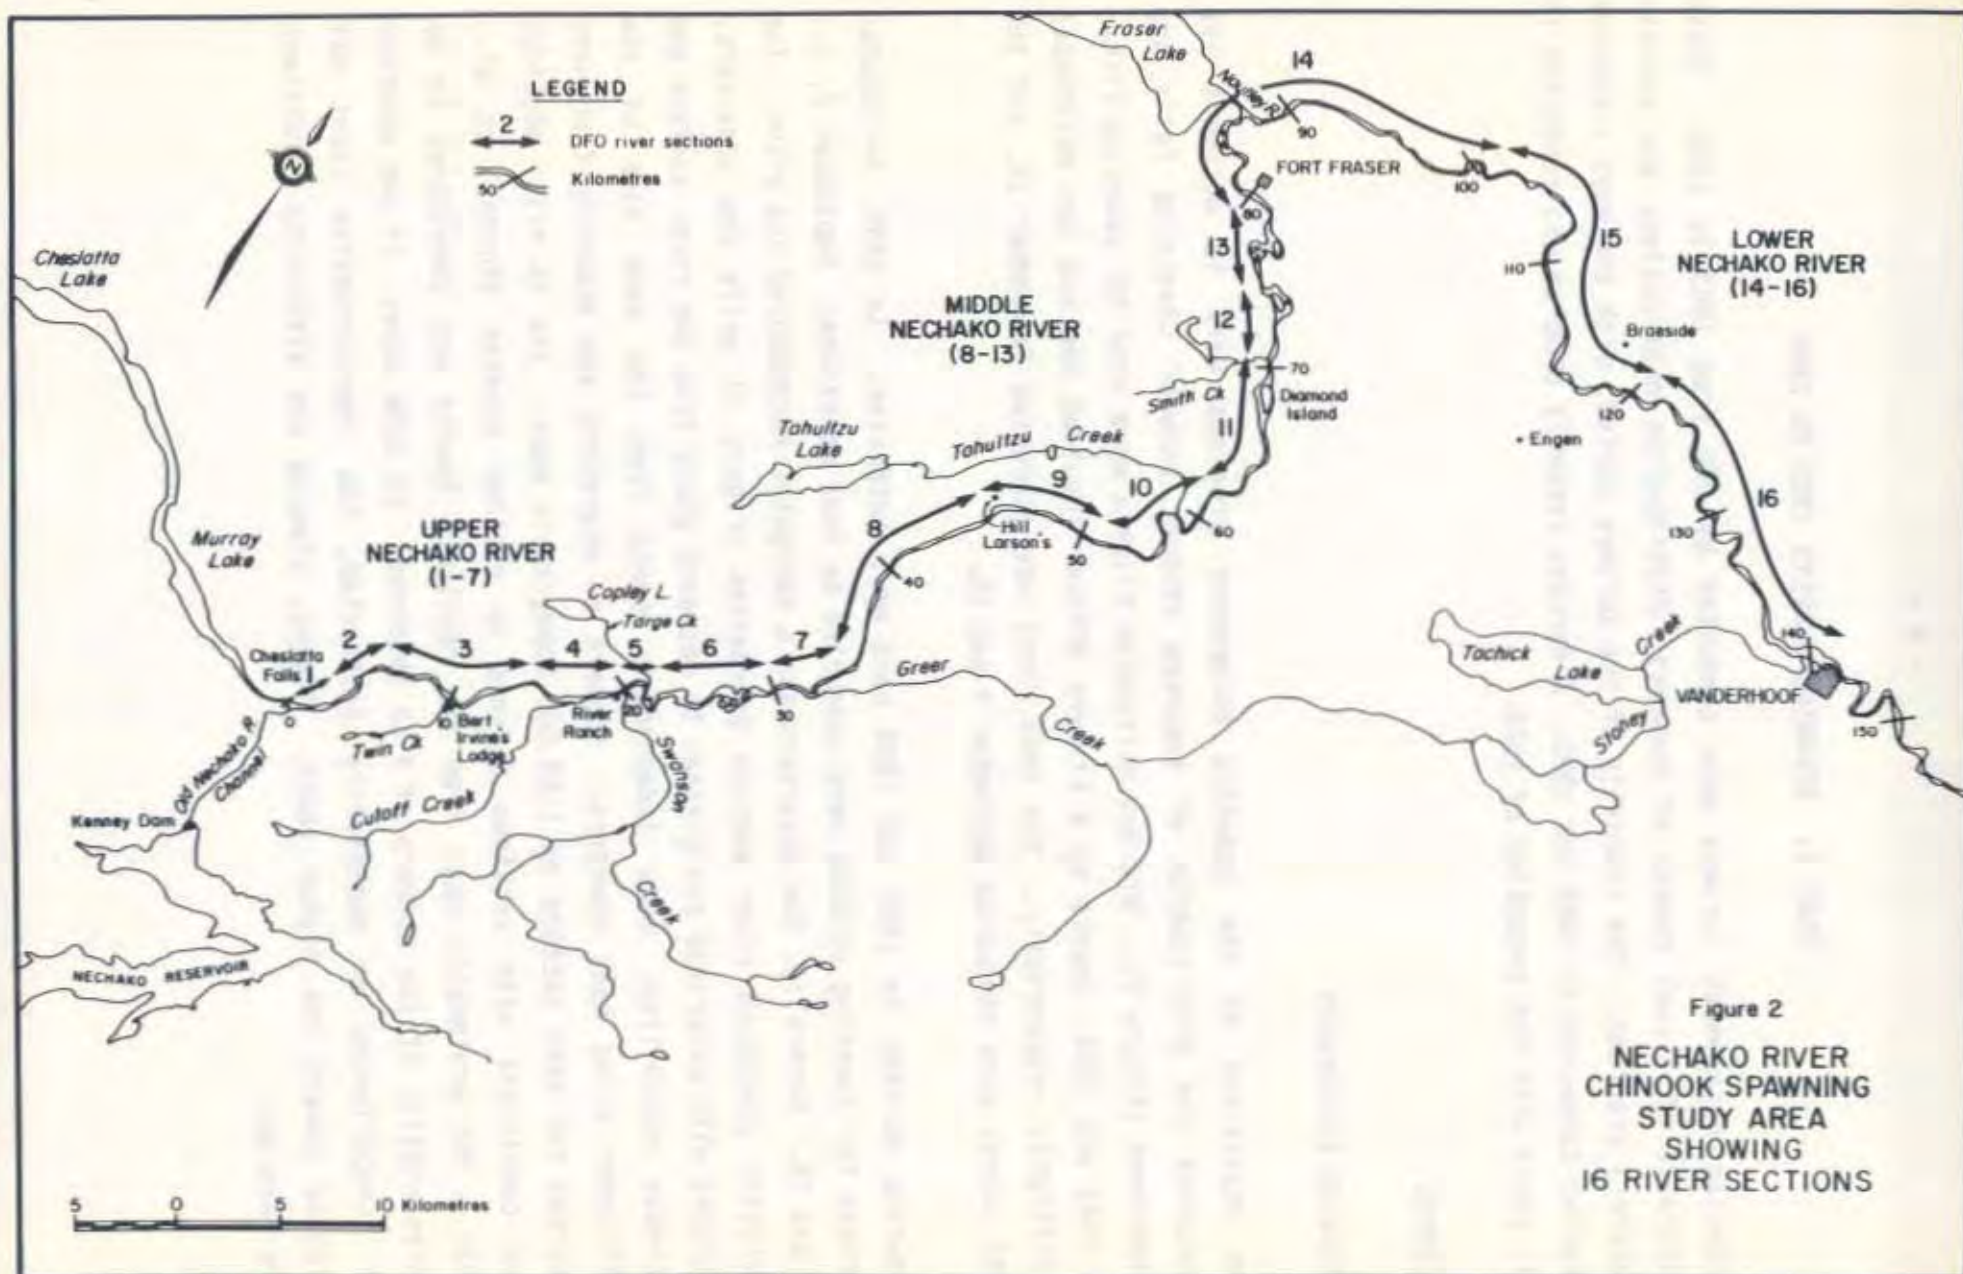 LEGEND
2
DFO river sections
50
Kilometres
N
Fraser
Lake
Nautley R.
14
90
FORT FRASER
100
80
13
15
LOWER
NECHAKO RIVER
(14-16)
110
Braeside
Cheslatta
Lake
MIDDLE
NECHAKO RIVER
(8-13)
12
70
Smith Ck
Diamond
Island
11
120
Engen
Tahultzu
Lake
Tahultzu Creek
9
10
16
8
Hill
Larson's
50
60
130
Murray
Lake
UPPER
NECHAKO RIVER
(1-7)
40
Copley L.
Targe Ck
Cheslatta
Falls 1
2
3
4
5
6
7
Greer
Creek
0
10
Bert
Irvine's
Lodge
River
Ranch
20
30
Twin Ck
Old Nechako R.
Channel
Swanson
Creek
Cutoff Creek
Kenney Dam
NECHAKO RESERVOIR
Tachick
Lake
Creek
Stoney
140
VANDERHOOF
150
5 0 5 10 Kilometres
Figure 2
NECHAKO RIVER
CHINOOK SPAWNING
STUDY AREA
SHOWING
16 RIVER SECTIONS